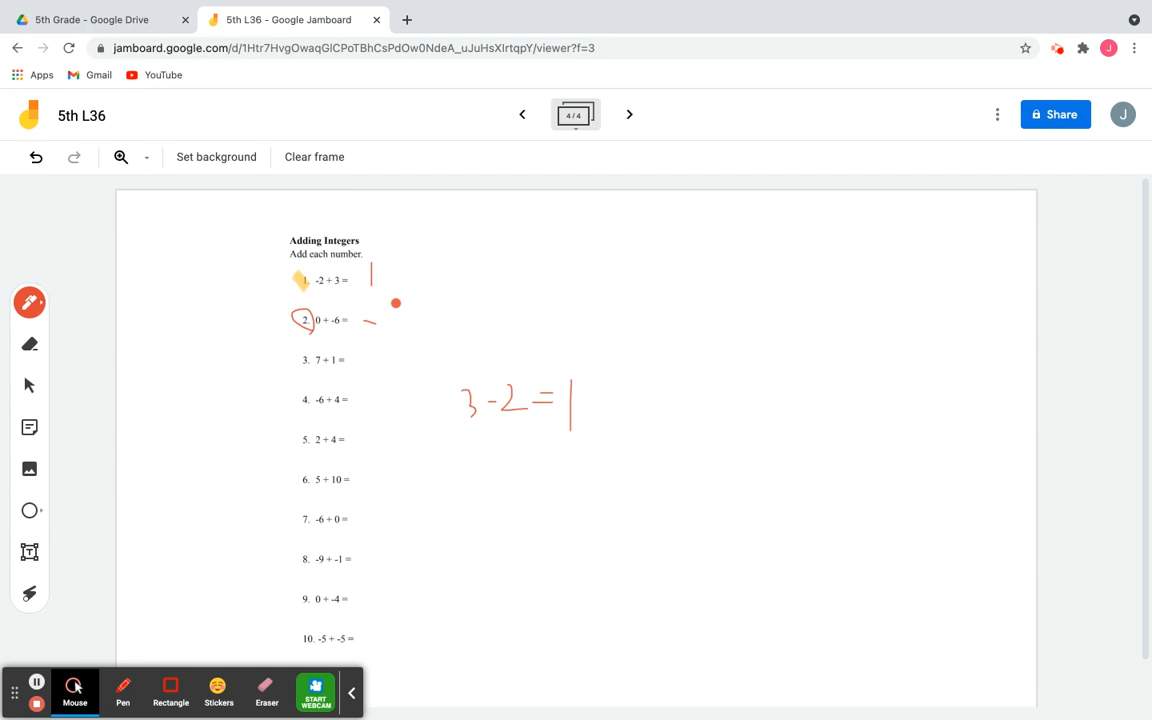 5th Grade - Google Drive
5th L36 - Google Jamboard
jamboard.google.com/d/1Htr7HvgOwaqGlCPoTBhCsPdOw0NdeA_uJuHsXIrtqpY/viewer?f=3
J
Apps
Gmail
YouTube
5th L36
4 / 4
Share
J
Set background
Clear frame
Adding Integers
Add each number.
1. -2 + 3 = 1
2. 0 + -6 = -
3. 7 + 1 =
4. -6 + 4 =
3 - 2 = 1
5. 2 + 4 =
6. 5 + 10 =
7. -6 + 0 =
8. -9 + -1 =
9. 0 + -4 =
10. -5 + -5 =
T
Mouse
Pen
Rectangle
Stickers
Eraser
START
WEBCAM